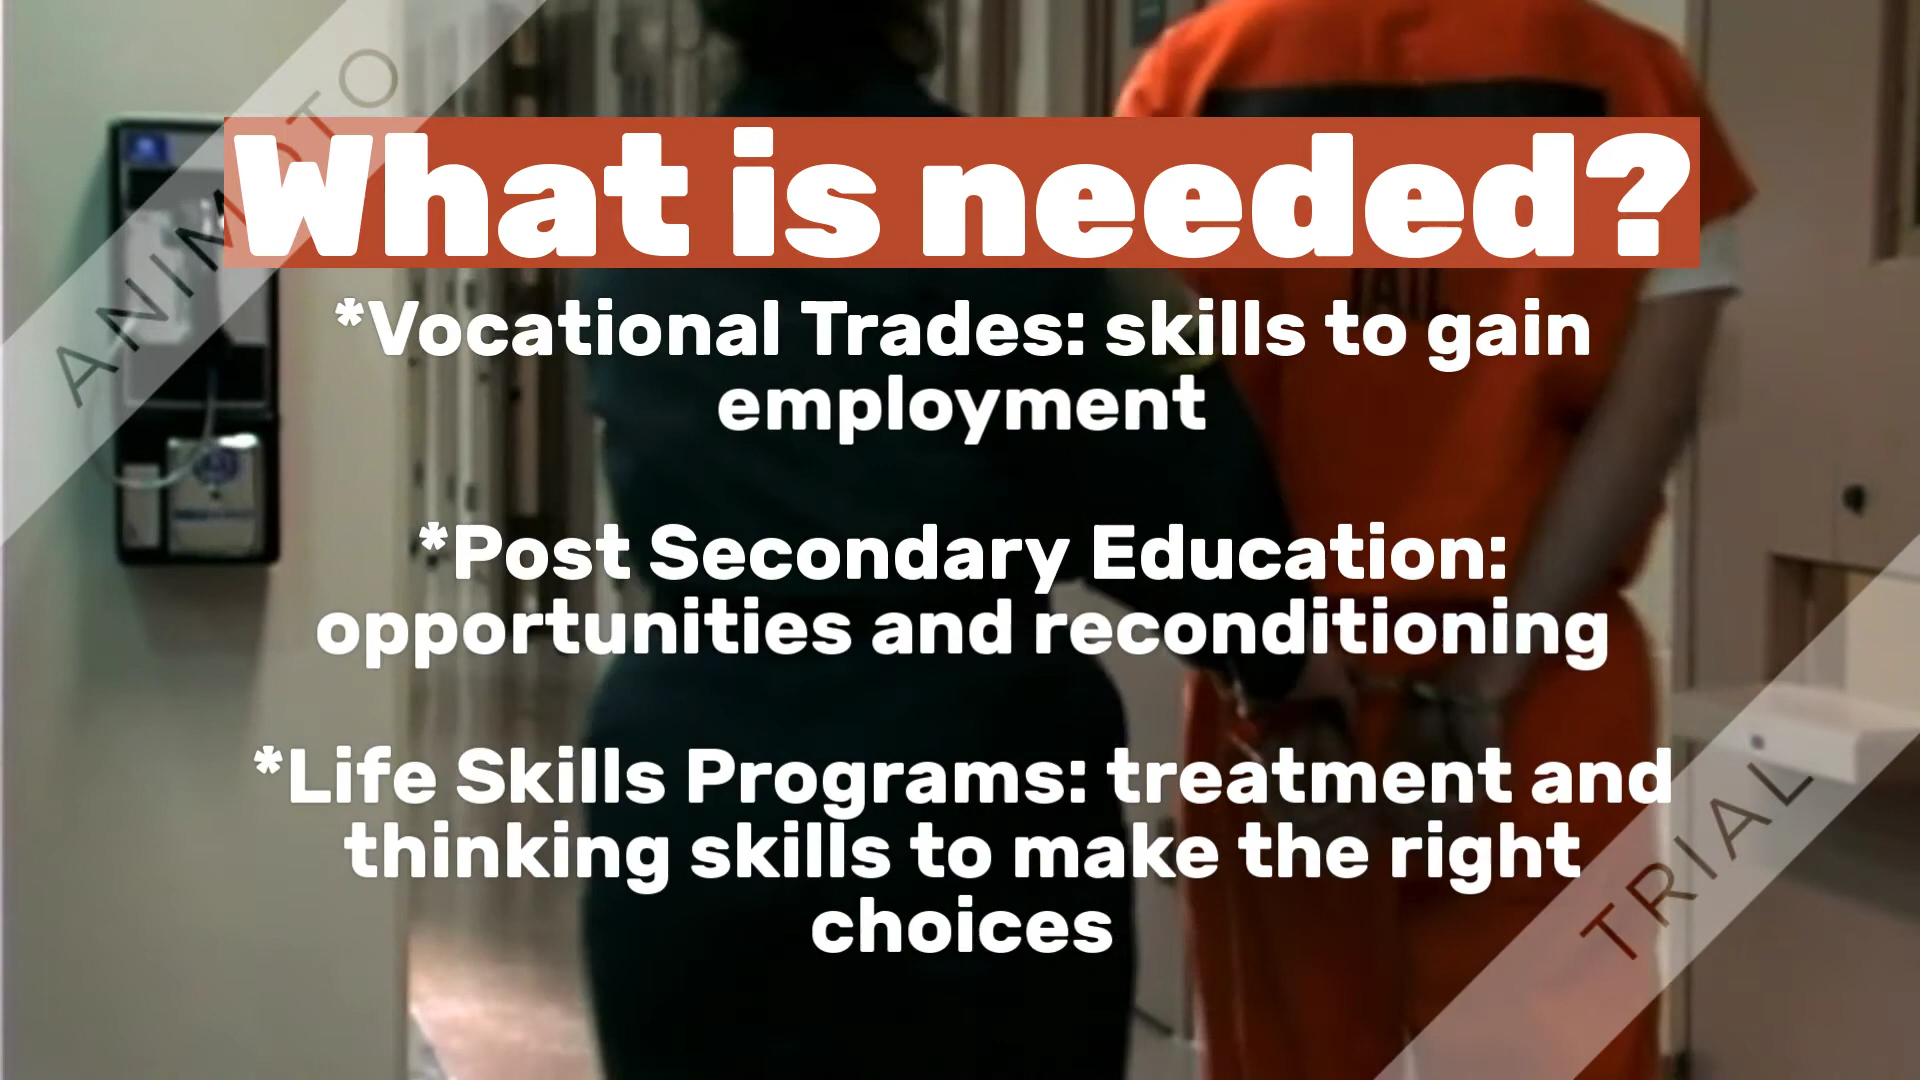 ANIMOTO
What is needed?
*Vocational Trades: skills to gain
employment
*Post Secondary Education:
opportunities and reconditioning
*Life Skills Programs: treatment and
thinking skills to make the right
choices
JAIL
TRIAL